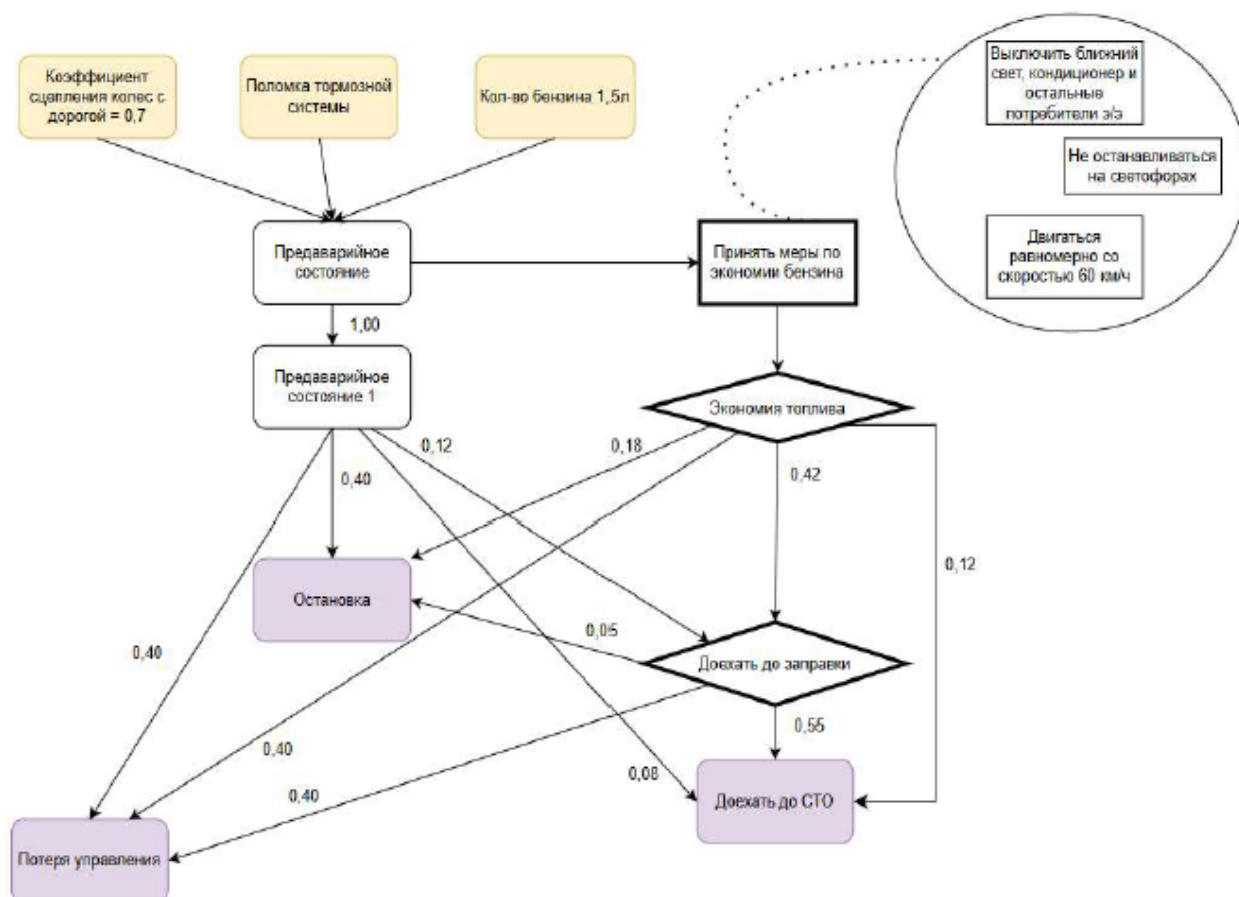 Коэффициент
сцепления колес с
дорогой = 0,7
Поломка тормозной
системы
Кол-во бензина 1,5л
Выключить ближний
свет, кондиционер и
остальные
потребители э/э
Не останавливаться
на светофорах
Двигаться
равномерно со
скоростью 60 км/ч
Предаварийное
состояние
Принять меры по
экономии бензина
1,00
Предаварийное
состояние 1
Экономия топлива
0,12
0,18
0,40
0,42
0,12
Остановка
0,05
0,40
Доехать до заправки
0,55
0,40
0,40
0,08
Доехать до СТО
Потеря управления